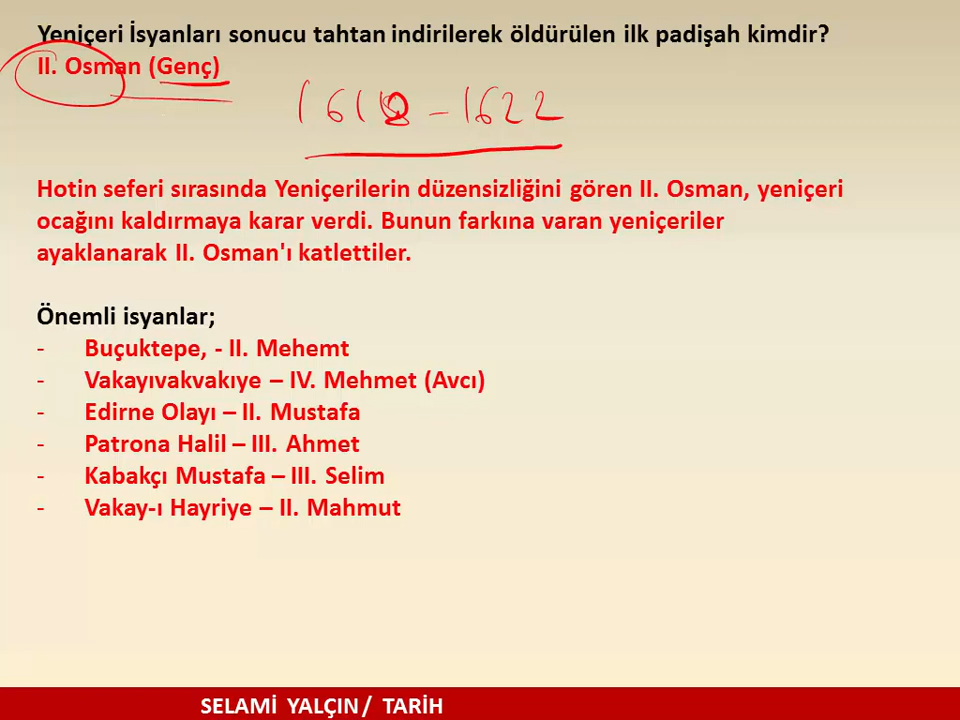 Yeniçeri İsyanları sonucu tahtan indirilerek öldürülen ilk padişah kimdir?
II. Osman (Genç)
1618 - 1622
Hotin seferi sırasında Yeniçerilerin düzensizliğini gören II. Osman, yeniçeri
ocağını kaldırmaya karar verdi. Bunun farkına varan yeniçeriler
ayaklanarak II. Osman'ı katlettiler.
Önemli isyanlar;
- Buçuktepe, - II. Mehemt
- Vakayıvakvakıye – IV. Mehmet (Avcı)
- Edirne Olayı – II. Mustafa
- Patrona Halil – III. Ahmet
- Kabakçı Mustafa – III. Selim
- Vakay-ı Hayriye – II. Mahmut
SELAMİ YALÇIN / TARİH